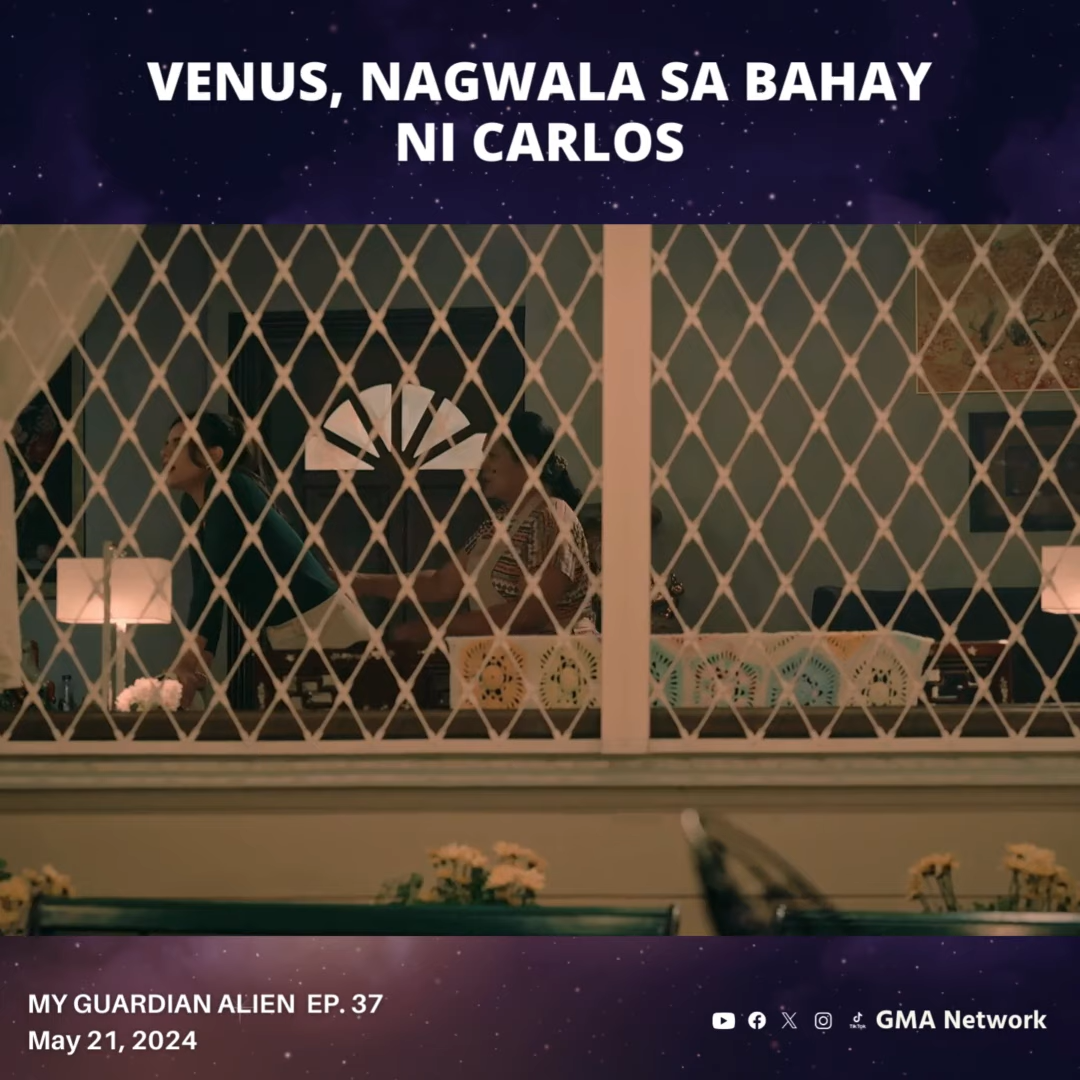 VENUS, NAGWALA SA BAHAY
NI CARLOS
MY GUARDIAN ALIEN EP. 37
May 21, 2024
GMA Network